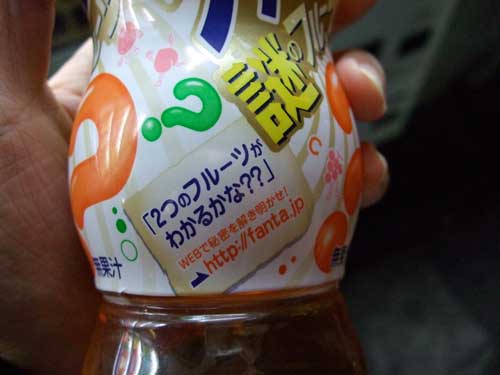 謎のフルー
「2つのフルーツが
わかるかな??」
WEBで秘密を解き明かせ!
http://fanta.jp
無果汁